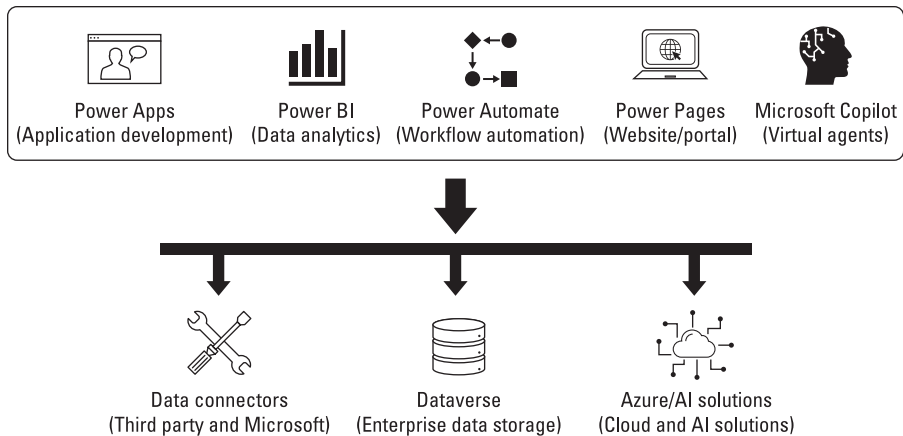 Power Apps
(Application development)
Power BI
(Data analytics)
Power Automate
(Workflow automation)
Power Pages
(Website/portal)
Microsoft Copilot
(Virtual agents)
Data connectors
(Third party and Microsoft)
Dataverse
(Enterprise data storage)
Azure/AI solutions
(Cloud and AI solutions)